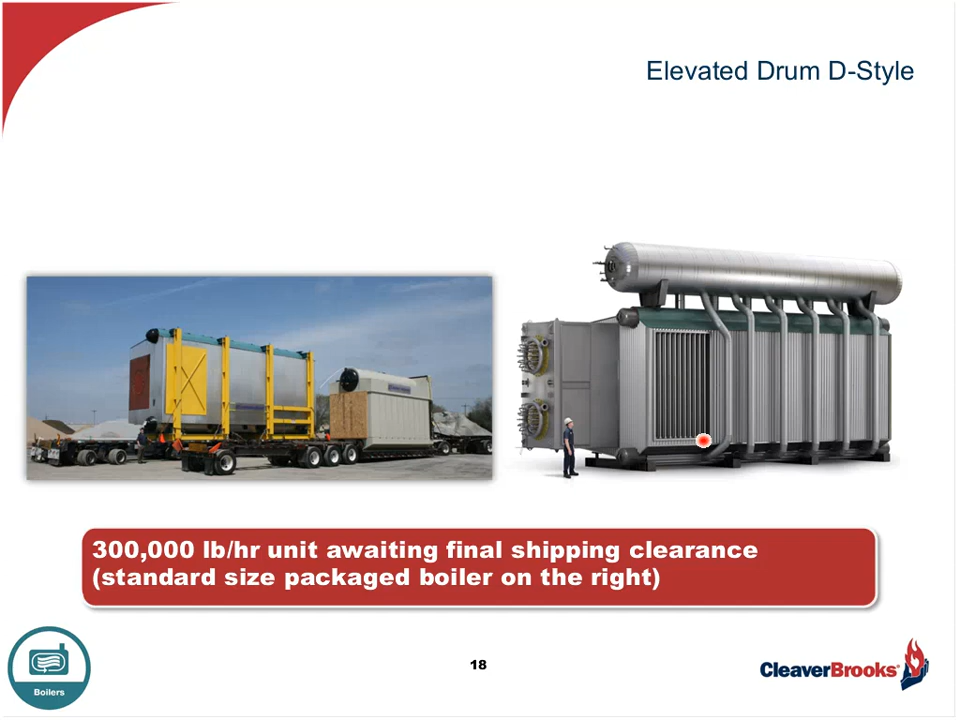 Elevated Drum D-Style
300,000 lb/hr unit awaiting final shipping clearance
(standard size packaged boiler on the right)
Boilers
18
CleaverBrooks®